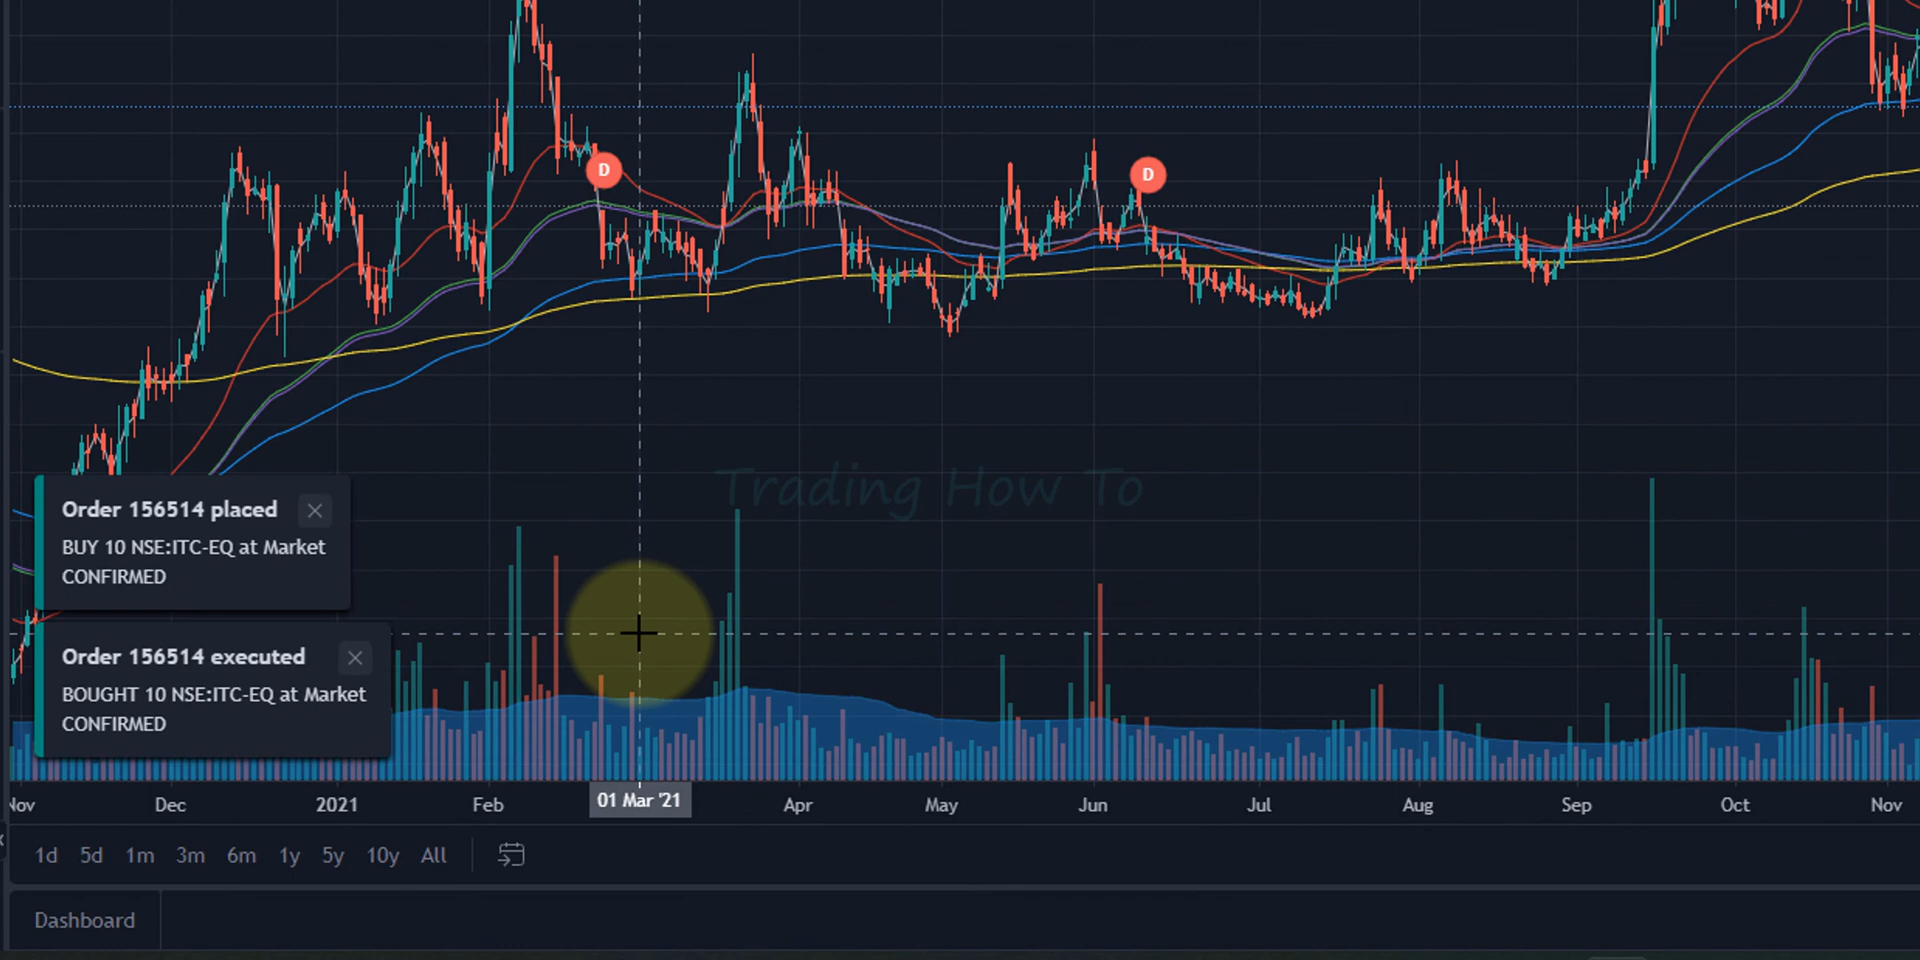 D
D
Trading How To
Order 156514 placed
BUY 10 NSE:ITC-EQ at Market
CONFIRMED
Order 156514 executed
BOUGHT 10 NSE:ITC-EQ at Market
CONFIRMED
Nov Dec 2021 Feb 01 Mar '21 Apr May Jun Jul Aug Sep Oct Nov
1d 5d 1m 3m 6m 1y 5y 10y All
Dashboard